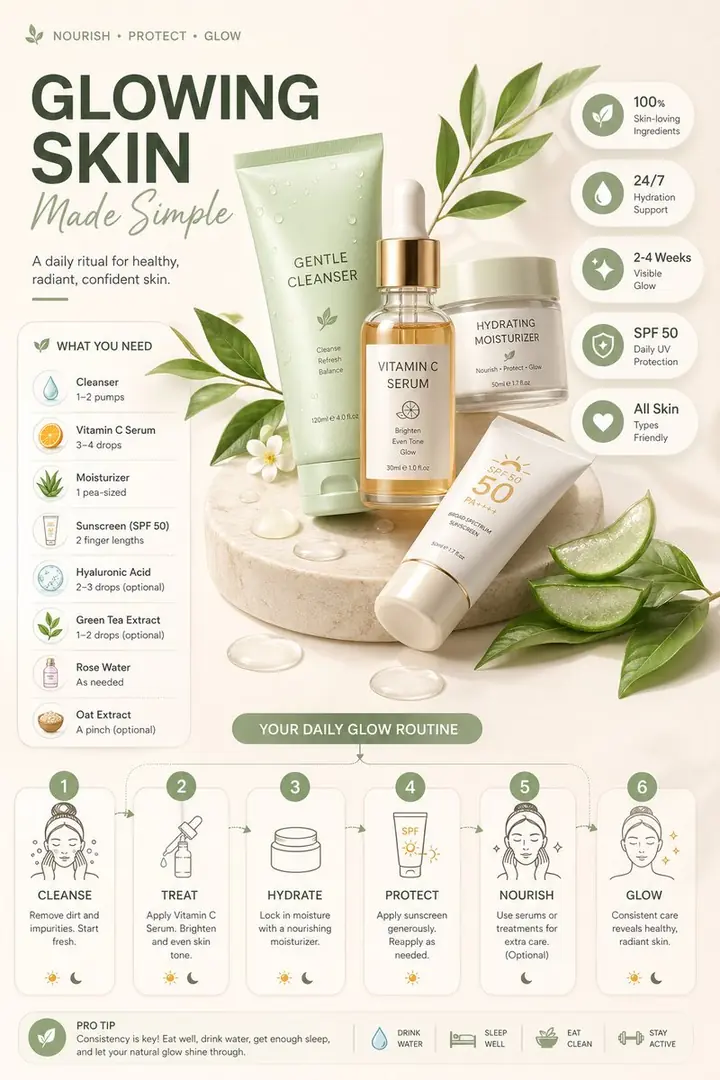 NOURISH • PROTECT • GLOW
GLOWING
SKIN
Made Simple
A daily ritual for healthy,
radiant, confident skin.
100%
Skin-loving
Ingredients
24/7
Hydration
Support
2-4 Weeks
Visible
Glow
SPF 50
Daily UV
Protection
All Skin
Types
Friendly
GENTLE
CLEANSER
Cleanse
Refresh
Balance
120ml e 4.0 fl.oz
VITAMIN C
SERUM
Brighten
Even Tone
Glow
30ml e 1.0 fl.oz
HYDRATING
MOISTURIZER
Nourish • Protect • Glow
50ml e 1.7 fl.oz
SPF 50
50
PA++++
BROAD SPECTRUM
SUNSCREEN
50ml e 1.7 fl.oz
WHAT YOU NEED
Cleanser
1–2 pumps
Vitamin C Serum
3–4 drops
Moisturizer
1 pea-sized
Sunscreen (SPF 50)
2 finger lengths
Hyaluronic Acid
2–3 drops (optional)
Green Tea Extract
1–2 drops (optional)
Rose Water
As needed
Oat Extract
A pinch (optional)
YOUR DAILY GLOW ROUTINE
1
CLEANSE
Remove dirt and
impurities. Start
fresh.
2
TREAT
Apply Vitamin C
Serum. Brighten
and even skin
tone.
3
HYDRATE
Lock in moisture
with a nourishing
moisturizer.
4
SPF
PROTECT
Apply sunscreen
generously.
Reapply as
needed.
5
NOURISH
Use serums or
treatments for
extra care.
(Optional)
6
GLOW
Consistent care
reveals healthy,
radiant skin.
PRO TIP
Consistency is key! Eat well, drink water, get enough sleep,
and let your natural glow shine through.
DRINK
WATER
SLEEP
WELL
EAT
CLEAN
STAY
ACTIVE